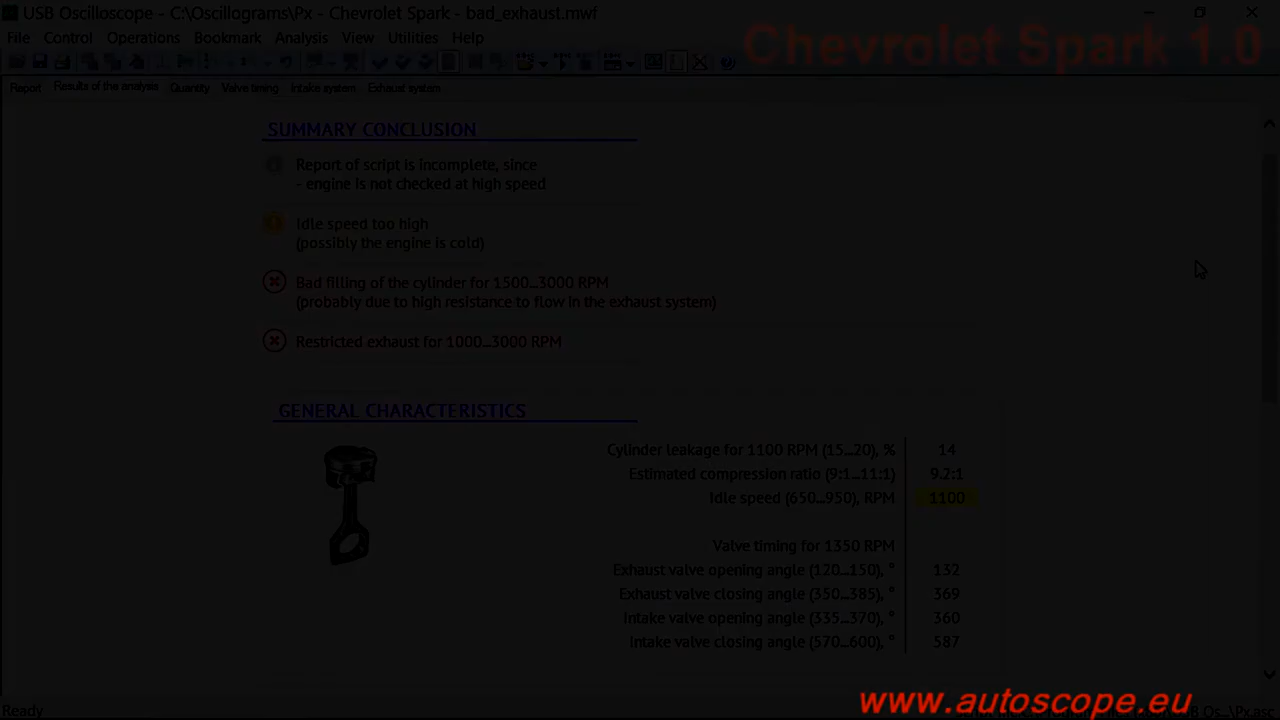 USB Oscilloscope - C:\Oscillograms\Px - Chevrolet Spark - bad_exhaust.mwf
File Control Operations Bookmark Analysis View Utilities Help
Chevrolet Spark 1.0
Report Results of the analysis Quantity Valve timing Intake system Exhaust system
SUMMARY CONCLUSION
Report of script is incomplete, since
- engine is not checked at high speed
Idle speed too high
(possibly the engine is cold)
Bad filling of the cylinder for 1500...3000 RPM
(probably due to high resistance to flow in the exhaust system)
Restricted exhaust for 1000...3000 RPM
GENERAL CHARACTERISTICS
Cylinder leakage for 1100 RPM (15...20), % 14
Estimated compression ratio (9:1...11:1) 9.2:1
Idle speed (650...950), RPM 1100
Valve timing for 1350 RPM
Exhaust valve opening angle (120...150), ° 132
Exhaust valve closing angle (350...385), ° 369
Intake valve opening angle (335...370), ° 360
Intake valve closing angle (570...600), ° 587
Ready
www.autoscope.eu